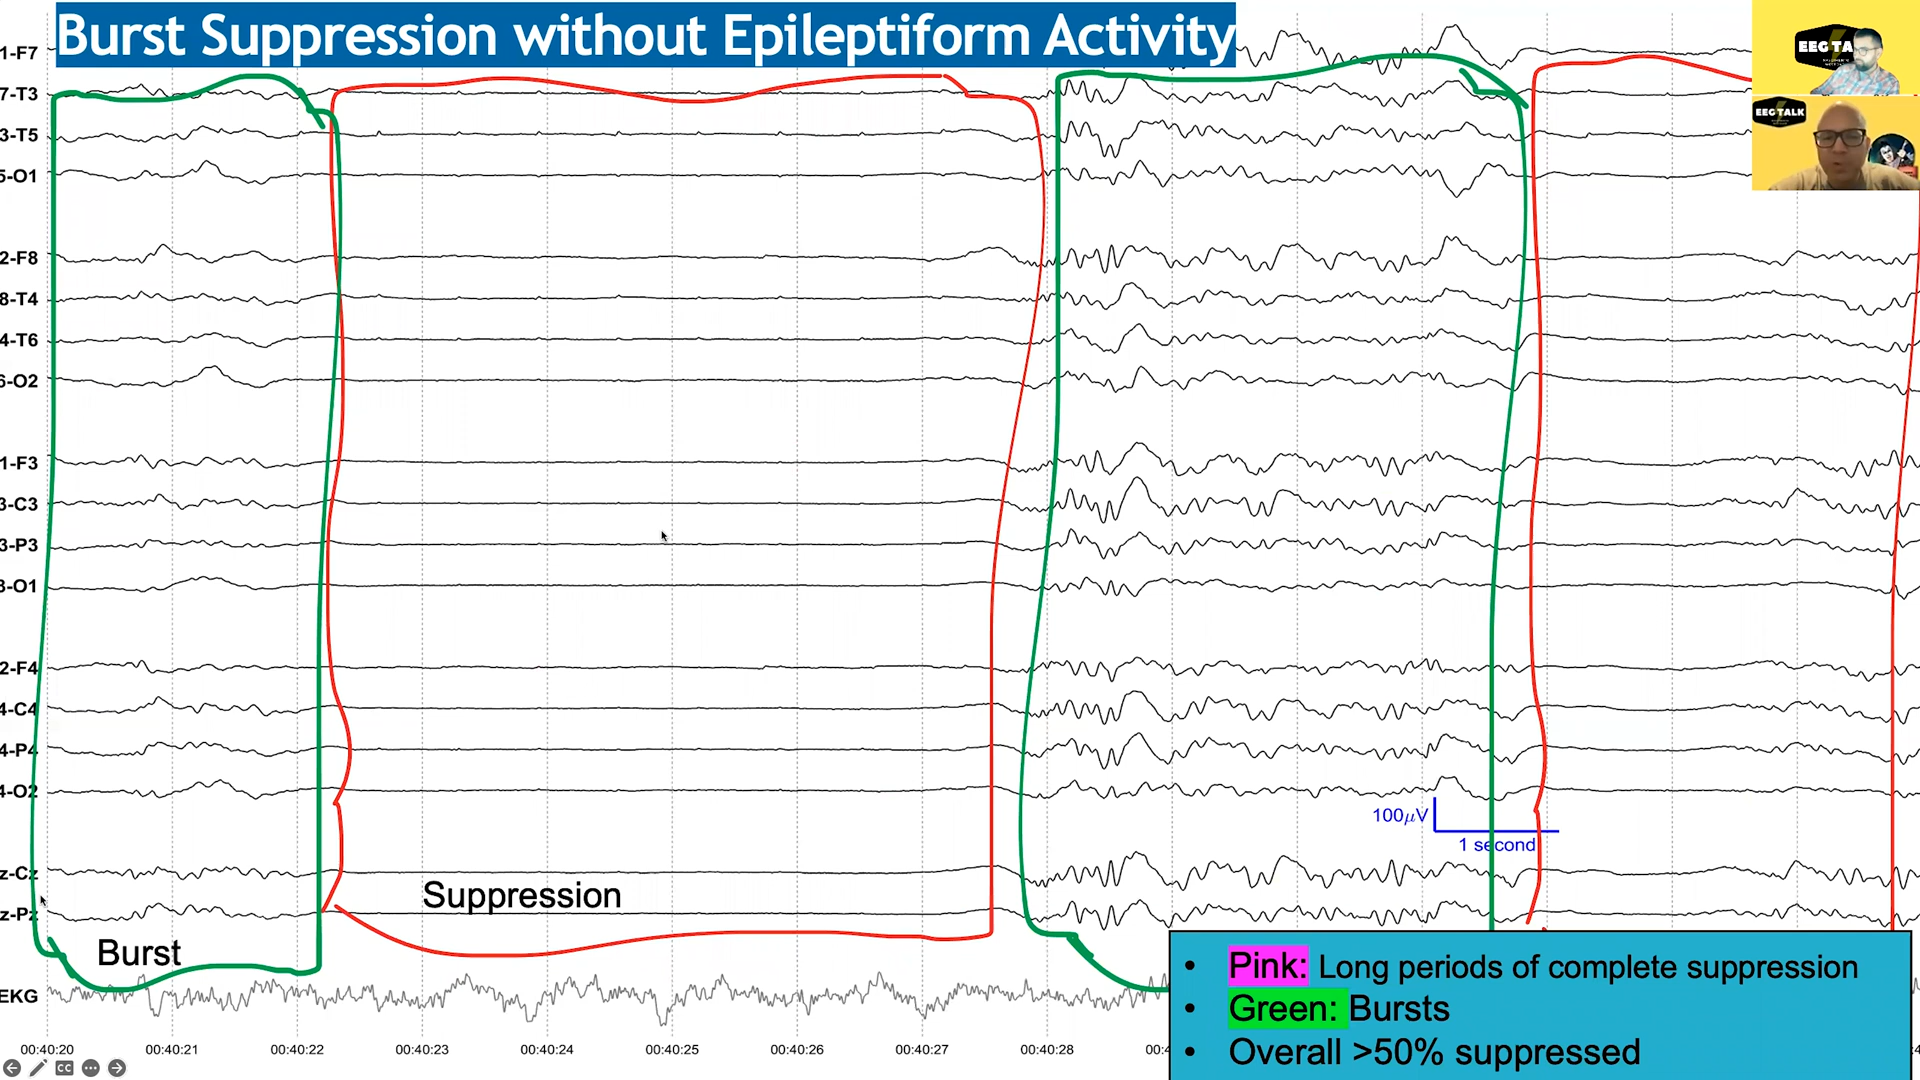 Burst Suppression without Epileptiform Activity
EEG TA
EEG TALK
1-F7
7-T3
3-T5
5-O1
2-F8
8-T4
4-T6
6-O2
1-F3
3-C3
3-P3
3-O1
2-F4
4-C4
4-P4
4-O2
z-Cz
z-Pz
EKG
Burst
Suppression
100μV
1 second
• Pink: Long periods of complete suppression
• Green: Bursts
• Overall >50% suppressed
00:40:20 00:40:21 00:40:22 00:40:23 00:40:24 00:40:25 00:40:26 00:40:27 00:40:28 00:4
CC